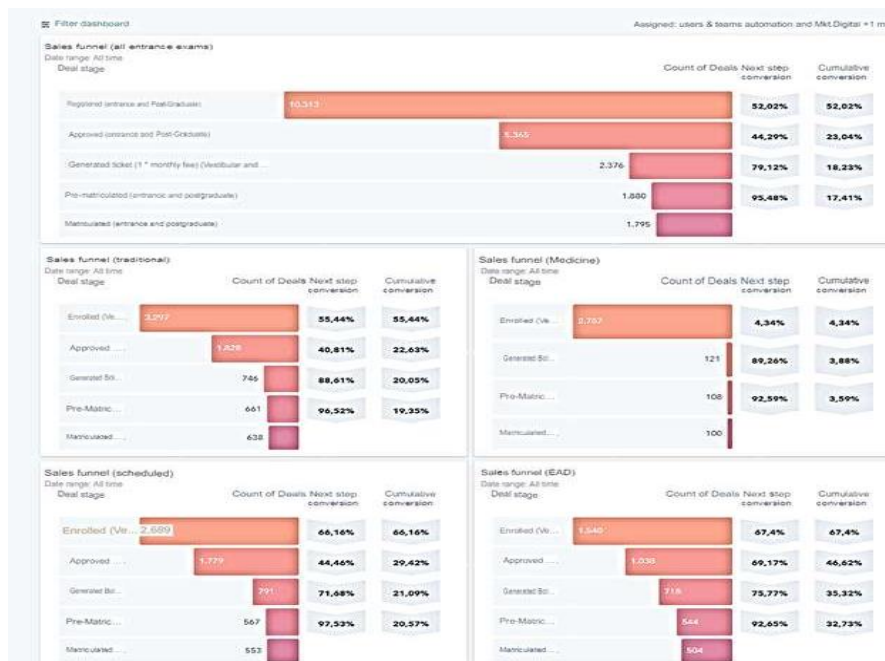 Filter dashboard
Assigned: users & teams automation and Mkt Digital +1 m
Sales funnel (all entrance exams)
Date range: All time
Deal stage Count of Deals Next step conversion Cumulative conversion
Registered (entrance and Post-Graduate) 10.313 52,02% 52,02%
Approved (entrance and Post-Graduate) 5.365 44,29% 23,04%
Generated ticket (1 * monthly fee) (Vestibular and ... 2.376 79,12% 18,23%
Pre-matriculated (entrance and postgraduate) 1.880 95,48% 17,41%
Matriculated (entrance and postgraduate) 1.795
Sales funnel (traditional)
Date range: All time
Deal stage Count of Deals Next step conversion Cumulative conversion
Enrolled (Ve... 3.297 55,44% 55,44%
Approved .... 1.828 40,81% 22,63%
Generated Bol... 746 88,61% 20,05%
Pre-Matric... 661 96,52% 19,35%
Matriculated.... 638
Sales funnel (Medicine)
Date range: All time
Deal stage Count of Deals Next step conversion Cumulative conversion
Enrolled (Ve... 4,34% 4,34%
Generated Bol... 121 89,26% 3,88%
Pre-Matric... 108 92,59% 3,59%
Matriculated.... 100
Sales funnel (scheduled)
Date range: All time
Deal stage Count of Deals Next step conversion Cumulative conversion
Enrolled (Ve... 2,689 66,16% 66,16%
Approved .... 1.779 44,46% 29,42%
Generated Bol... 791 71,68% 21,09%
Pre-Matric... 567 97,53% 20,57%
Matriculated.... 553
Sales funnel (EAD)
Date range: All time
Deal stage Count of Deals Next step conversion Cumulative conversion
Enrolled (Ve... 1.540 67,4% 67,4%
Approved .... 1.038 69,17% 46,62%
Generated Bol... 718 75,77% 35,32%
Pre-Matric... 544 92,65% 32,73%
Matriculated.... 504